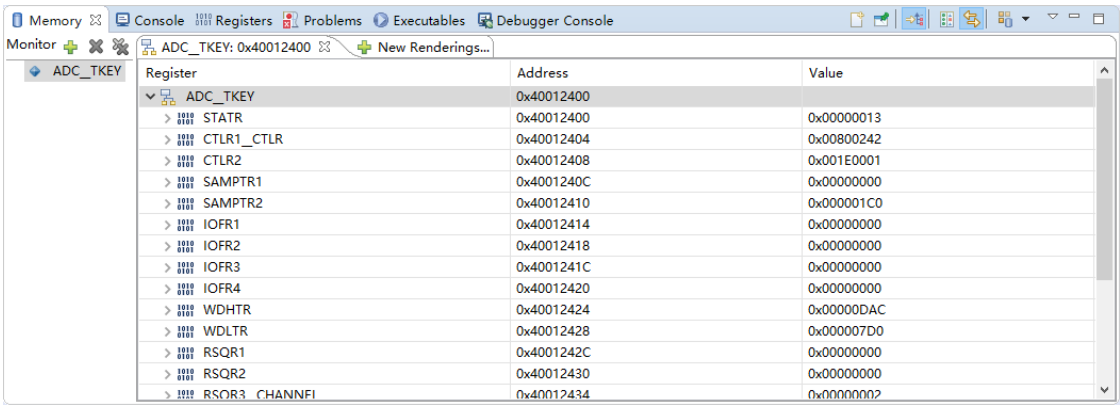 Memory Console Registers Problems Executables Debugger Console
Monitor ADC_TKEY: 0x40012400 New Renderings...
ADC_TKEY
Register Address Value
ADC_TKEY 0x40012400
STATR 0x40012400 0x00000013
CTLR1_CTLR 0x40012404 0x00800242
CTLR2 0x40012408 0x001E0001
SAMPTR1 0x4001240C 0x00000000
SAMPTR2 0x40012410 0x000001C0
IOFR1 0x40012414 0x00000000
IOFR2 0x40012418 0x00000000
IOFR3 0x4001241C 0x00000000
IOFR4 0x40012420 0x00000000
WDHTR 0x40012424 0x00000DAC
WDLTR 0x40012428 0x000007D0
RSQR1 0x4001242C 0x00000000
RSQR2 0x40012430 0x00000000
RSQR3_CHANNEL 0x40012434 0x00000002